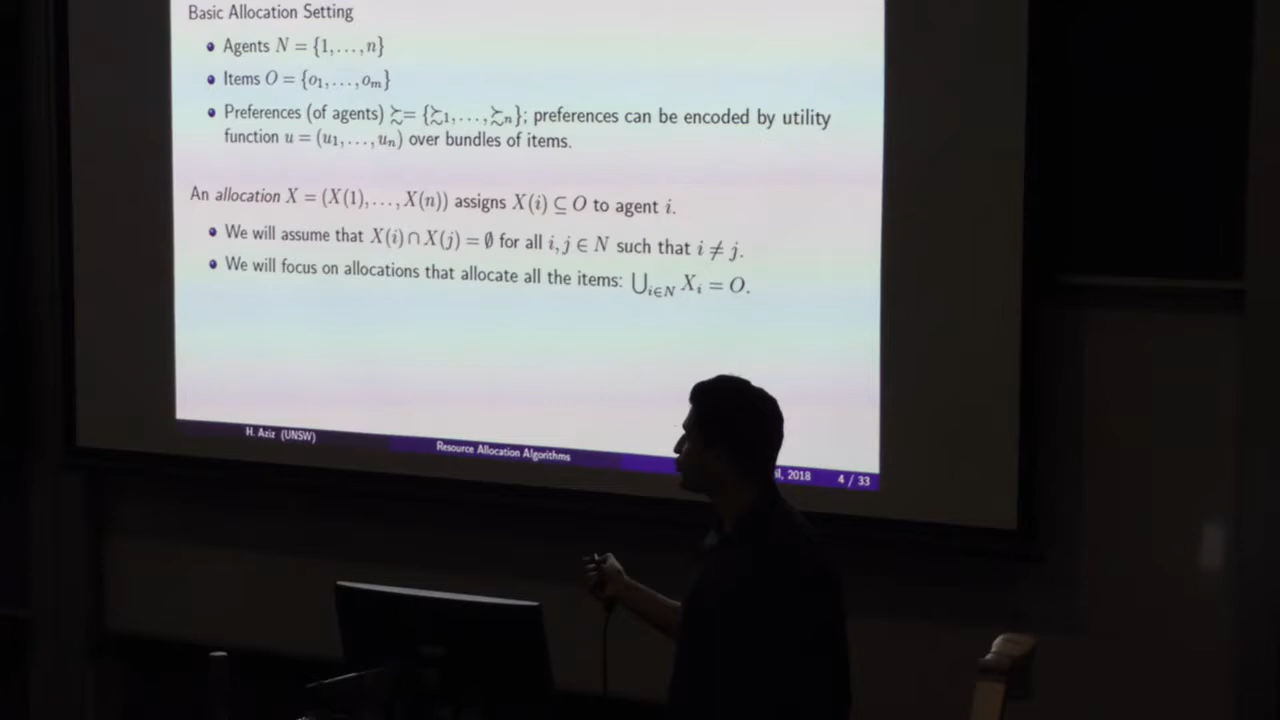 Basic Allocation Setting
Agents N = {1, . . . , n}
Items O = {o₁, . . . , oₘ}
Preferences (of agents) ≿= {≿₁, . . . , ≿ₙ}; preferences can be encoded by utility
function u = (u₁, . . . , uₙ) over bundles of items.
An allocation X = (X(1), . . . , X(n)) assigns X(i) ⊆ O to agent i.
We will assume that X(i) ∩ X(j) = ∅ for all i, j ∈ N such that i ≠ j.
We will focus on allocations that allocate all the items: ⋃ᵢ∈N Xᵢ = O.
H. Aziz (UNSW)
Resource Allocation Algorithms
2018
4 / 33